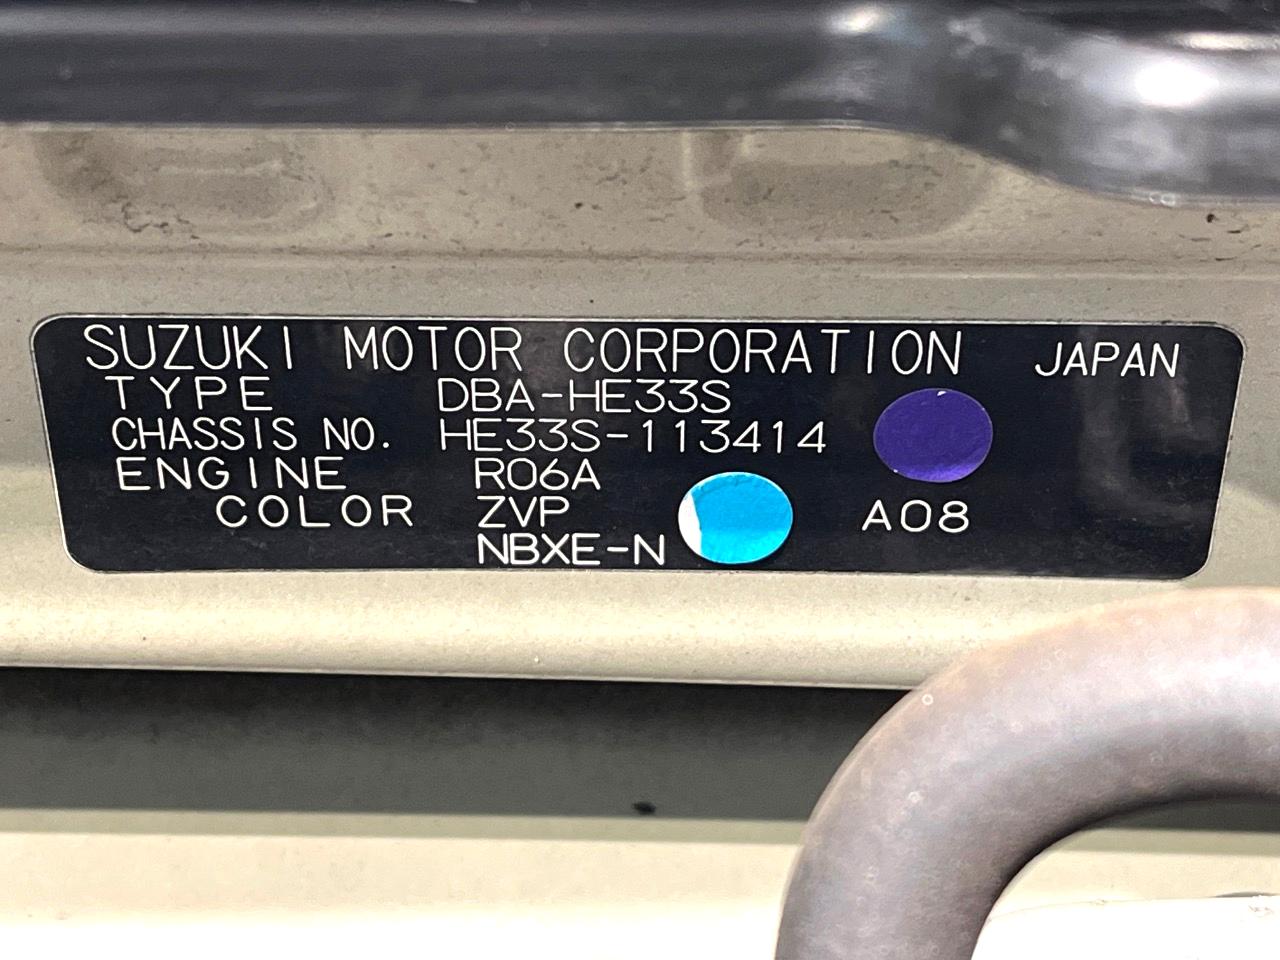 SUZUKI MOTOR CORPORATION JAPAN
TYPE DBA-HE33S
CHASSIS NO. HE33S-113414
ENGINE R06A
COLOR ZVP A08
NBXE-N